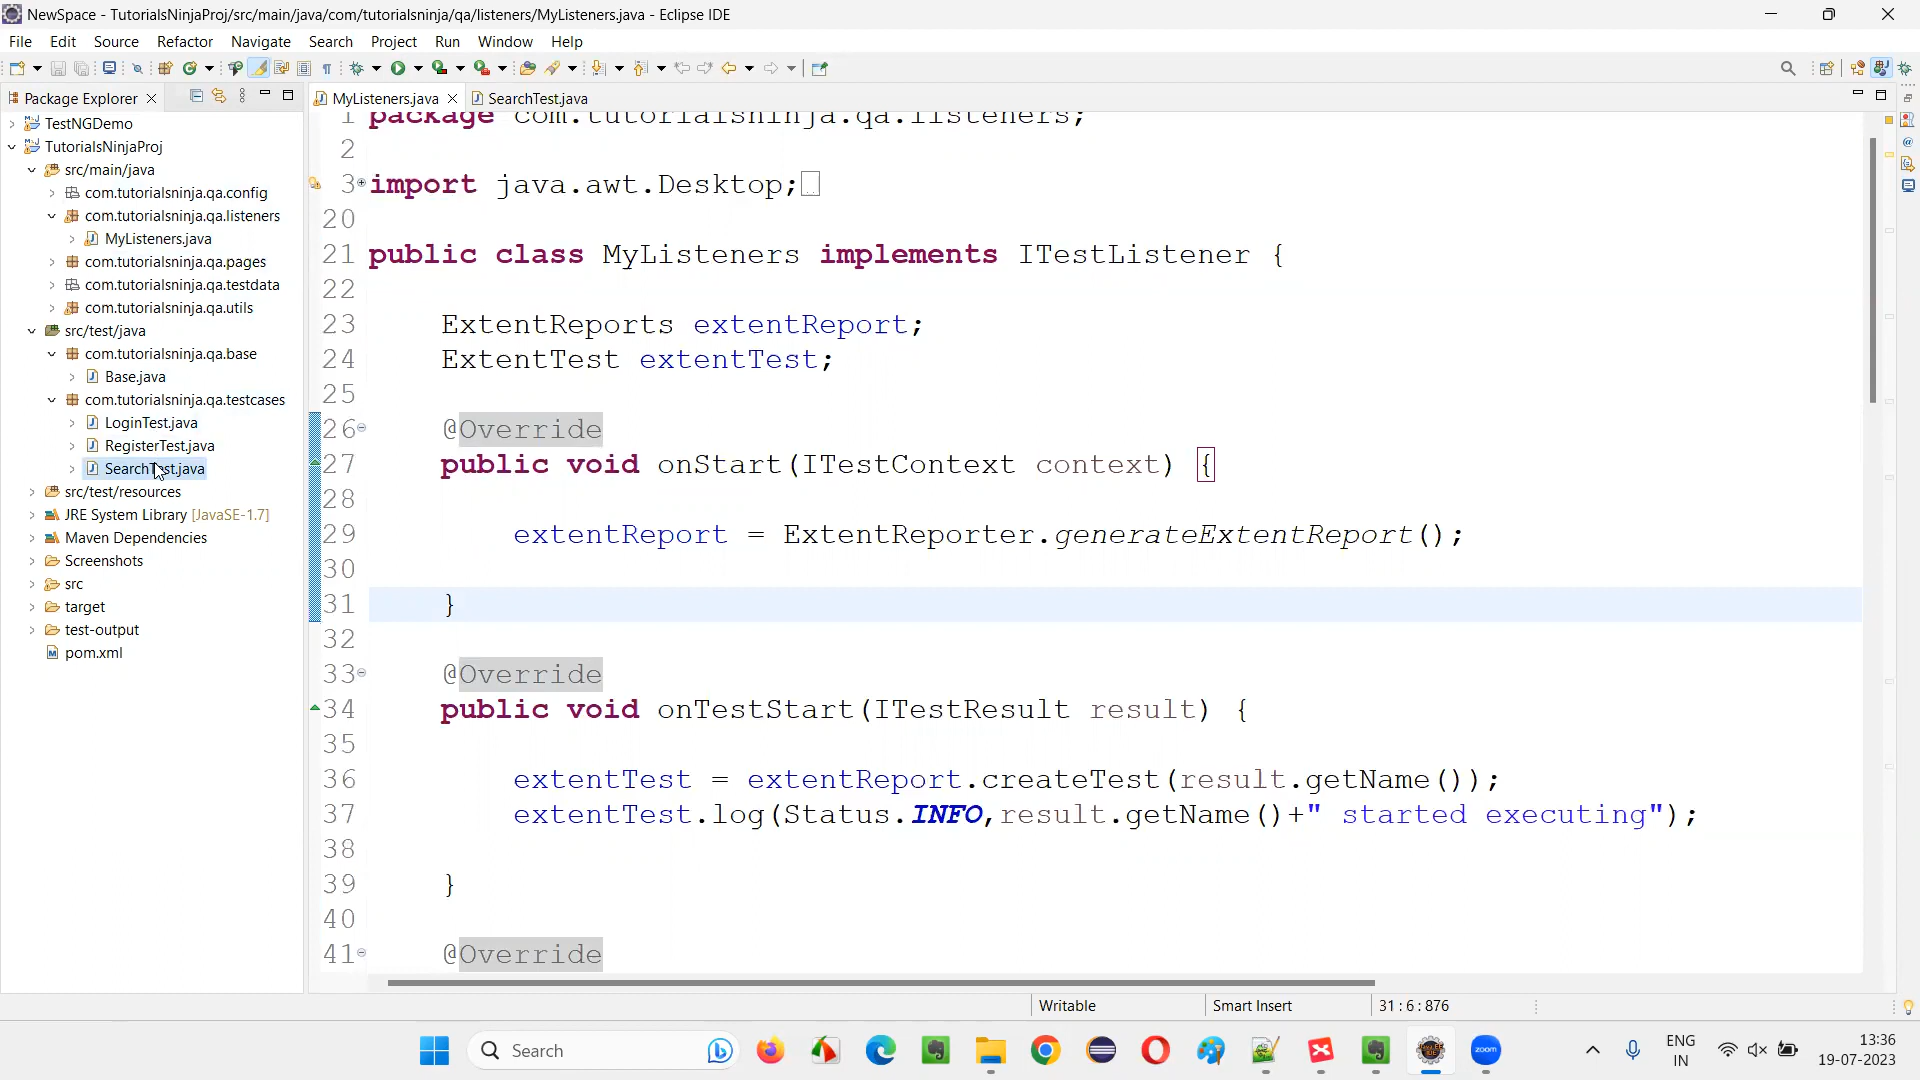 NewSpace - TutorialsNinjaProj/src/main/java/com/tutorialsninja/qa/listeners/MyListeners.java - Eclipse IDE
File Edit Source Refactor Navigate Search Project Run Window Help
Package Explorer
MyListeners.java
SearchTest.java
TestNGDemo
TutorialsNinjaProj
src/main/java
com.tutorialsninja.qa.config
com.tutorialsninja.qa.listeners
MyListeners.java
com.tutorialsninja.qa.pages
com.tutorialsninja.qa.testdata
com.tutorialsninja.qa.utils
src/test/java
com.tutorialsninja.qa.base
Base.java
com.tutorialsninja.qa.testcases
LoginTest.java
RegisterTest.java
SearchTest.java
src/test/resources
JRE System Library [JavaSE-1.7]
Maven Dependencies
Screenshots
src
target
test-output
pom.xml
1 package com.tutorialsninja.qa.listeners;
2
3 import java.awt.Desktop;
20
21 public class MyListeners implements ITestListener {
22
23 ExtentReports extentReport;
24 ExtentTest extentTest;
25
26 @Override
27 public void onStart(ITestContext context) {
28
29 extentReport = ExtentReporter.generateExtentReport();
30
31 }
32
33 @Override
34 public void onTestStart(ITestResult result) {
35
36 extentTest = extentReport.createTest(result.getName());
37 extentTest.log(Status.INFO,result.getName()+" started executing");
38
39 }
40
41 @Override
Writable Smart Insert 31 : 6 : 876
Search
zoom
ENG
IN
13:36
19-07-2023